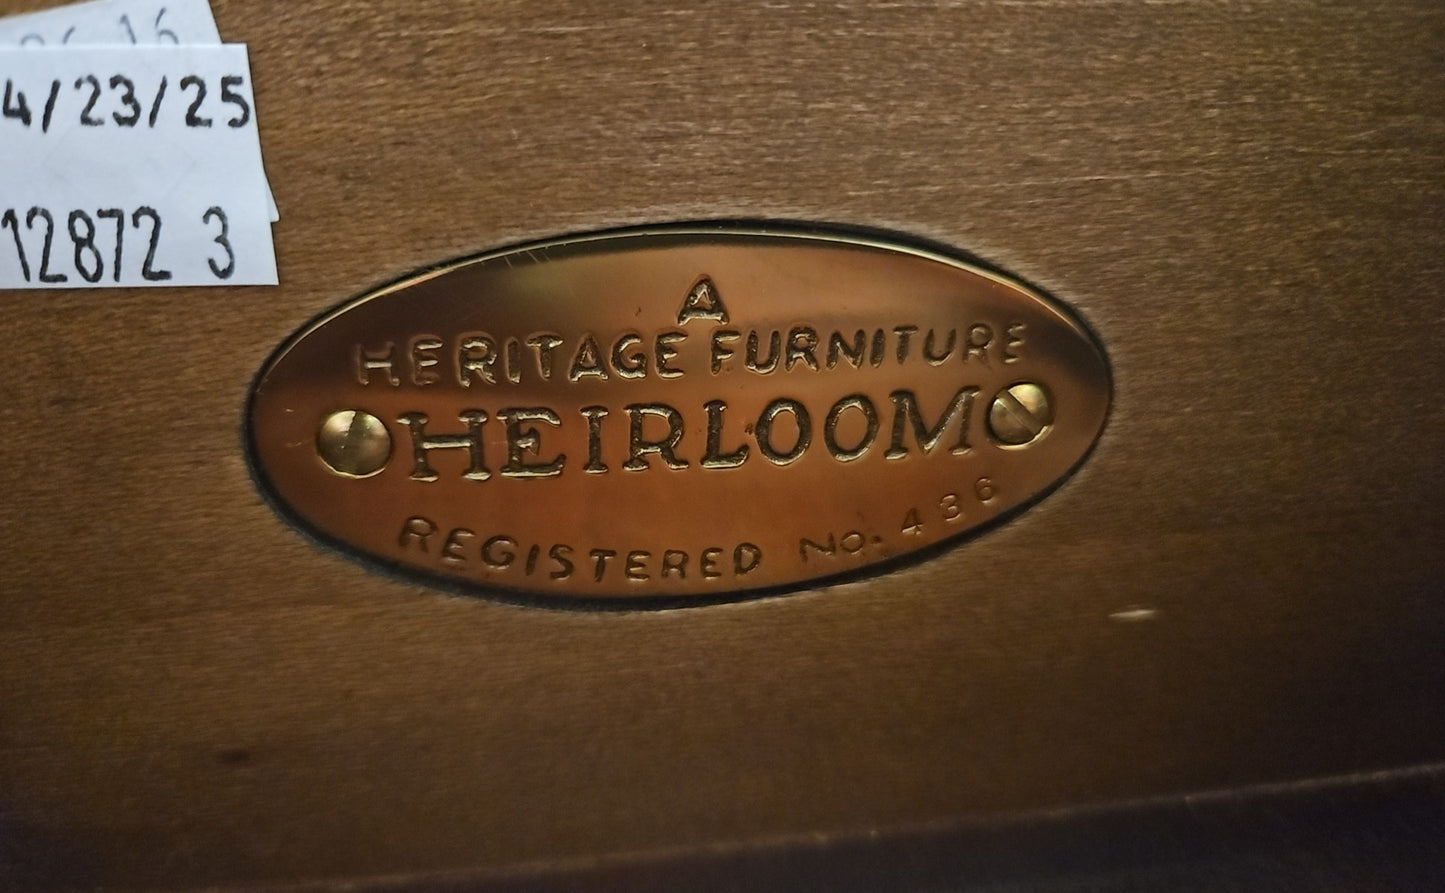 4/23/25
12872 3
A
HERITAGE FURNITURE
HEIRLOOM
REGISTERED No. 436